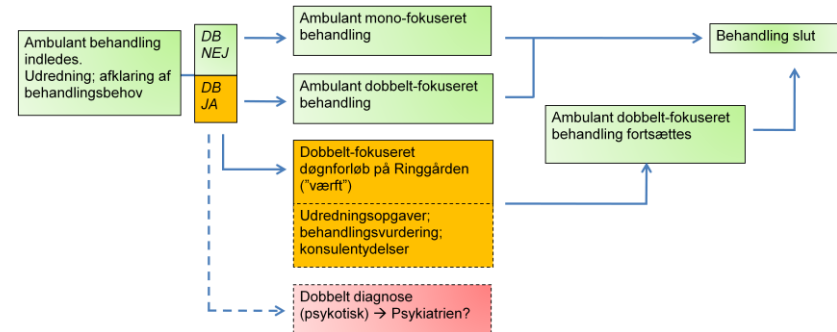 Ambulant behandling
indledes.
Udredning; afklaring af
behandlingsbehov
DB
NEJ
DB
JA
Ambulant mono-fokuseret
behandling
Ambulant dobbelt-fokuseret
behandling
Dobbelt-fokuseret
døgnforløb på Ringgården
("værft")
Udredningsopgaver;
behandlingsvurdering;
konsulentydelser
Dobbelt diagnose
(psykotisk) → Psykiatrien?
Ambulant dobbelt-fokuseret
behandling fortsættes
Behandling slut